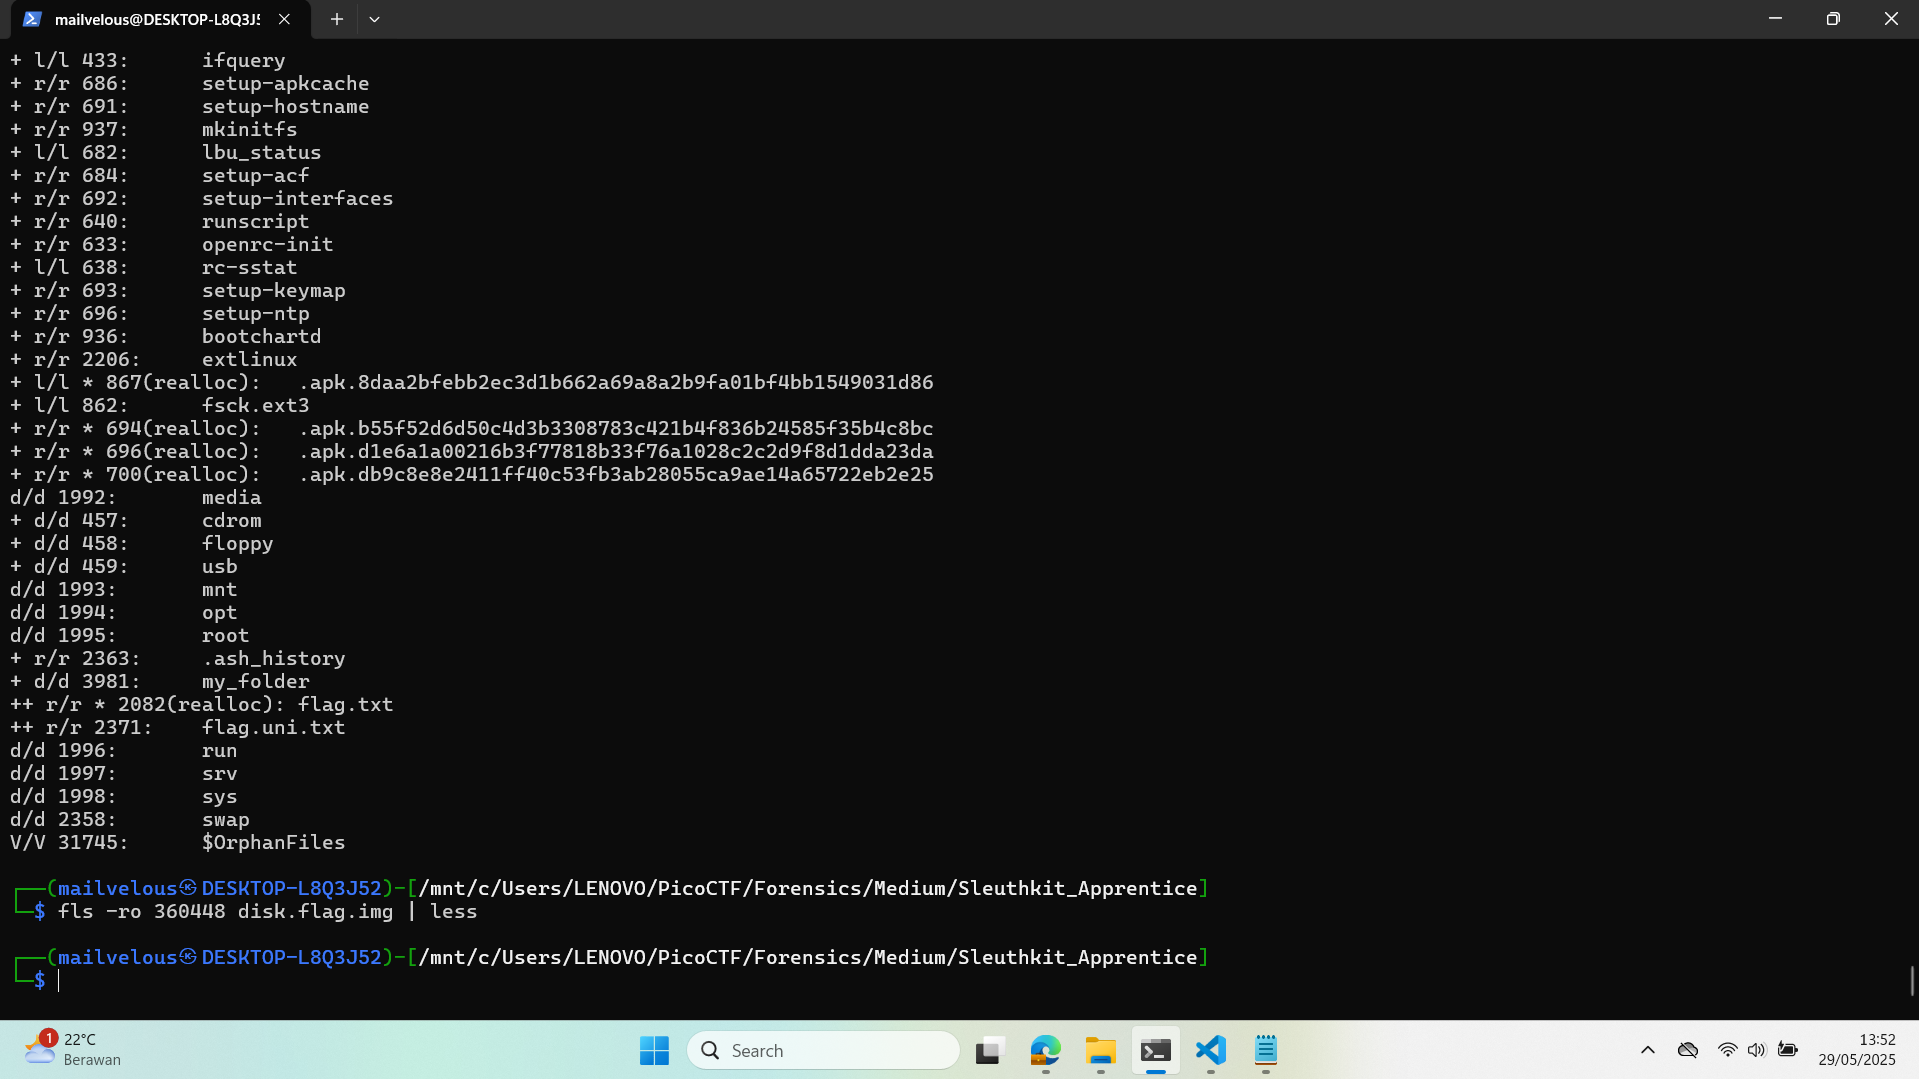 mailvelous@DESKTOP-L8Q3J5
+ l/l 433:      ifquery
+ r/r 686:      setup-apkcache
+ r/r 691:      setup-hostname
+ r/r 937:      mkinitfs
+ l/l 682:      lbu_status
+ r/r 684:      setup-acf
+ r/r 692:      setup-interfaces
+ r/r 640:      runscript
+ r/r 633:      openrc-init
+ l/l 638:      rc-sstat
+ r/r 693:      setup-keymap
+ r/r 696:      setup-ntp
+ r/r 936:      bootchartd
+ r/r 2206:     extlinux
+ l/l * 867(realloc):   .apk.8daa2bfebb2ec3d1b662a69a8a2b9fa01bf4bb1549031d86
+ l/l 862:      fsck.ext3
+ r/r * 694(realloc):   .apk.b55f52d6d50c4d3b3308783c421b4f836b24585f35b4c8bc
+ r/r * 696(realloc):   .apk.d1e6a1a00216b3f77818b33f76a1028c2c2d9f8d1dda23da
+ r/r * 700(realloc):   .apk.db9c8e8e2411ff40c53fb3ab28055ca9ae14a65722eb2e25
d/d 1992:       media
+ d/d 457:      cdrom
+ d/d 458:      floppy
+ d/d 459:      usb
d/d 1993:       mnt
d/d 1994:       opt
d/d 1995:       root
+ r/r 2363:     .ash_history
+ d/d 3981:     my_folder
++ r/r * 2082(realloc): flag.txt
++ r/r 2371:    flag.uni.txt
d/d 1996:       run
d/d 1997:       srv
d/d 1998:       sys
d/d 2358:       swap
V/V 31745:      $OrphanFiles
┌──(mailvelous㉿DESKTOP-L8Q3J52)-[/mnt/c/Users/LENOVO/PicoCTF/Forensics/Medium/Sleuthkit_Apprentice]
└─$ fls -ro 360448 disk.flag.img | less
┌──(mailvelous㉿DESKTOP-L8Q3J52)-[/mnt/c/Users/LENOVO/PicoCTF/Forensics/Medium/Sleuthkit_Apprentice]
└─$
1
22°C
Berawan
Search
13:52
29/05/2025